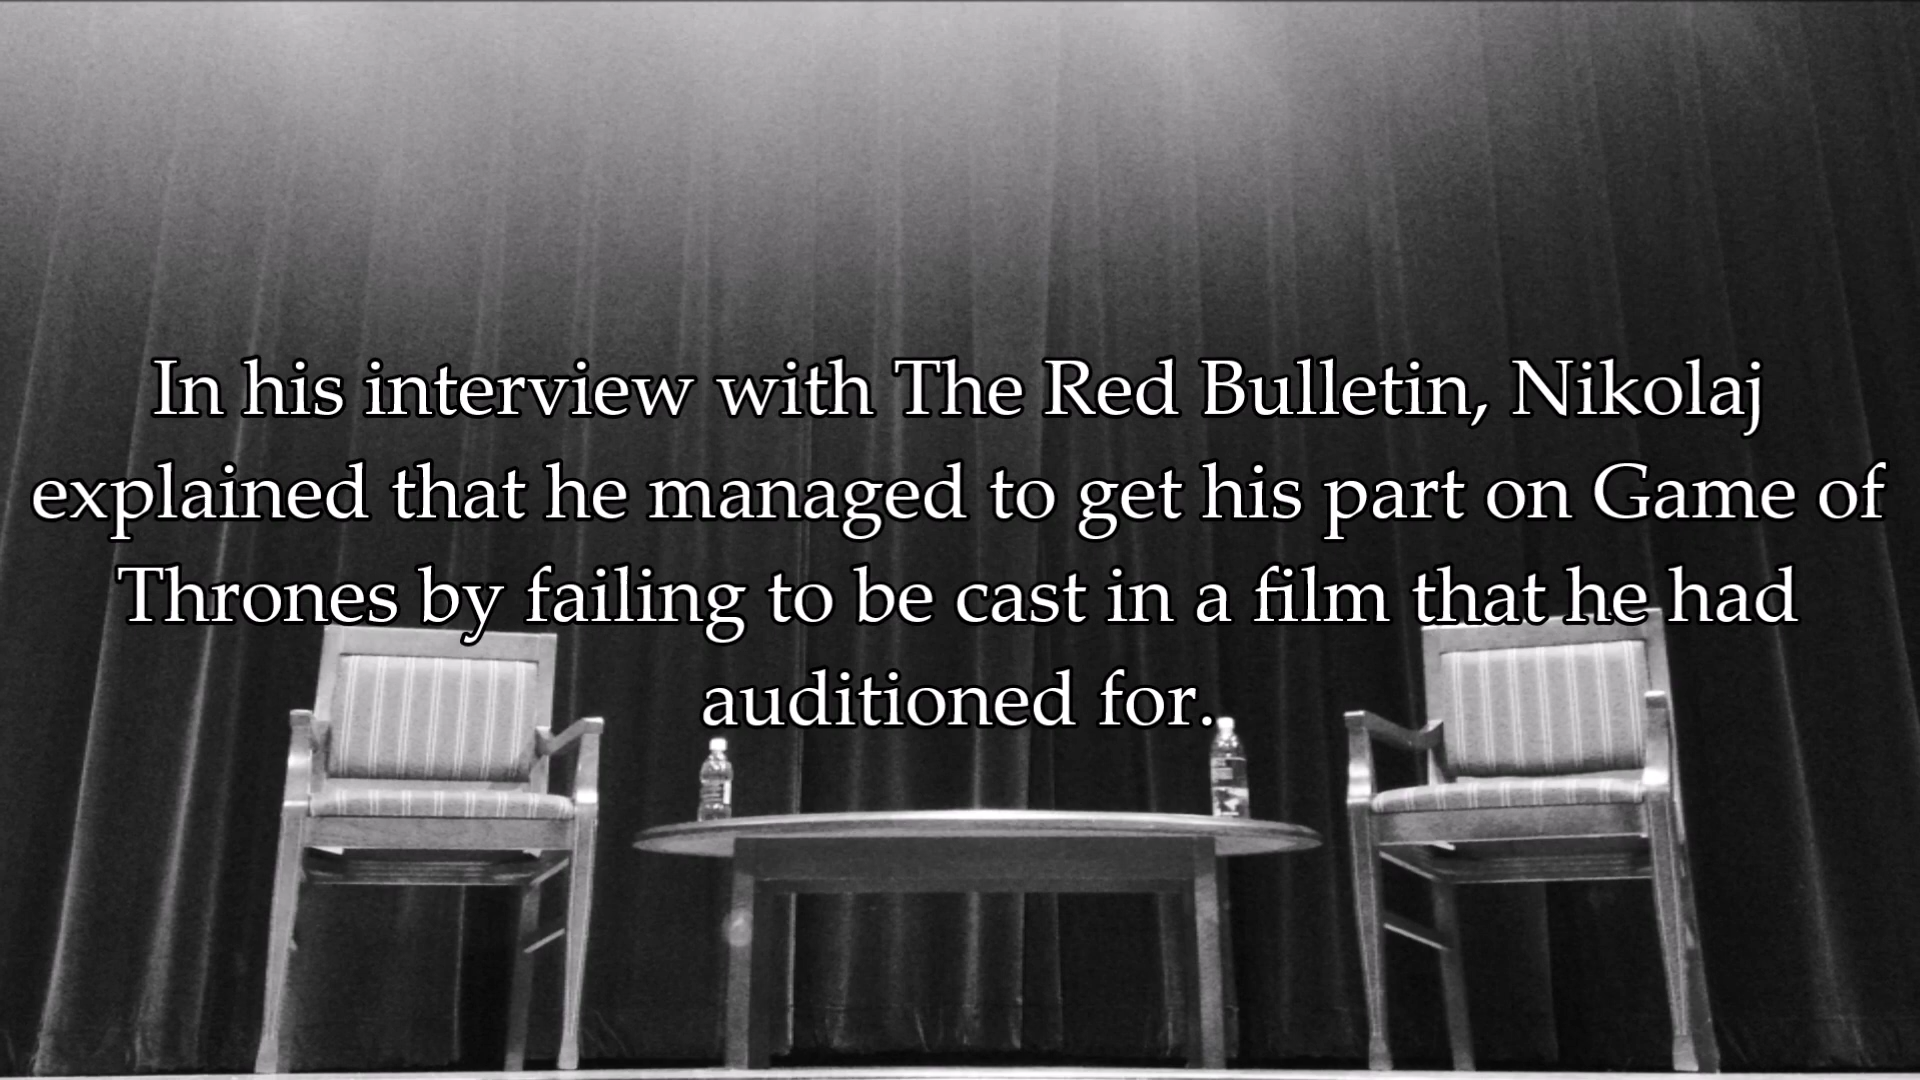 In his interview with The Red Bulletin, Nikolaj
explained that he managed to get his part on Game of
Thrones by failing to be cast in a film that he had
auditioned for.